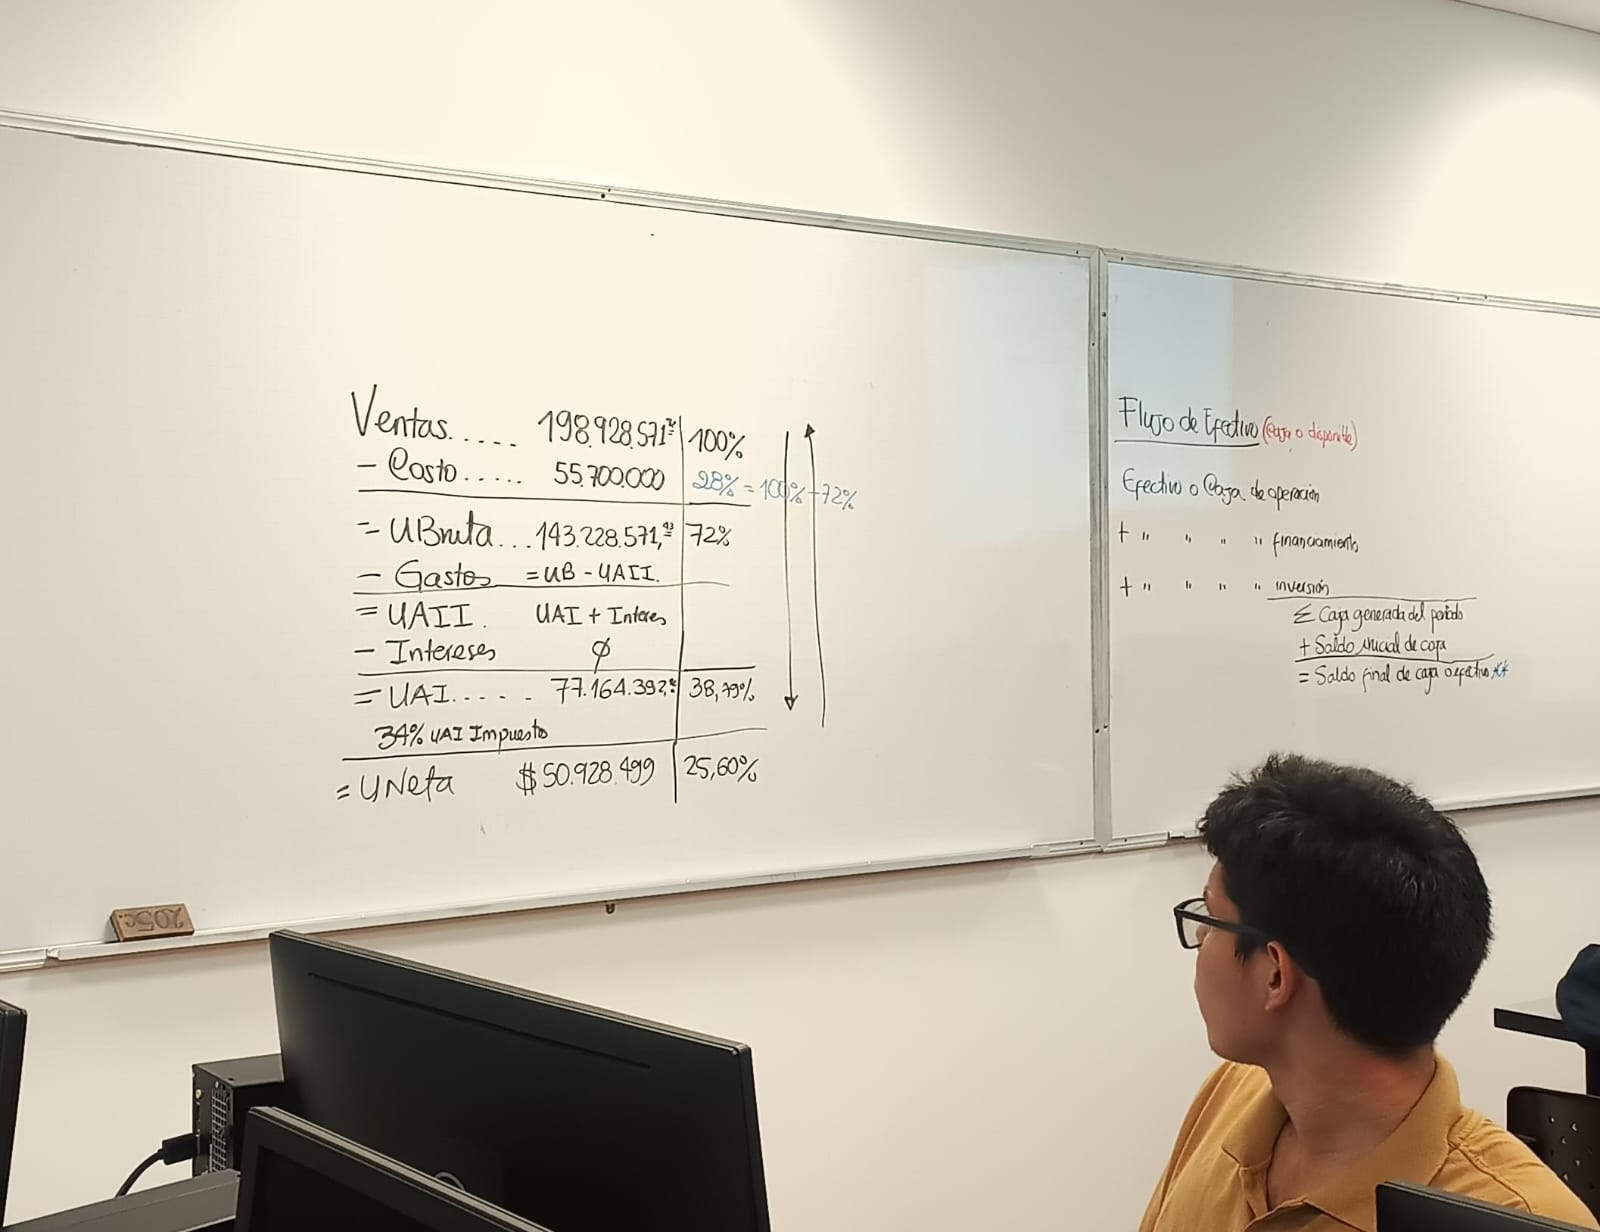 Ventas..... 198.928.571, 100%
- Costo..... 55.700.000 28% = 100% - 72%
= UBruta... 143.228.571,43 72%
- Gastos = UB - UAII.
= UAII. UAI + Interes
- Intereses ∅
= UAI..... 77.164.392, 38,79%
34% UAI Impuesto
= UNeta $ 50.928.499 25,60%
Flujo de Efectivo (Caja o disponible)
Efectivo o Caja de operación
+ " " " " financiamiento
+ " " " " inversión
Σ Caja generada del periodo
+ Saldo inicial de caja
= Saldo final de caja o efectivo **
205C